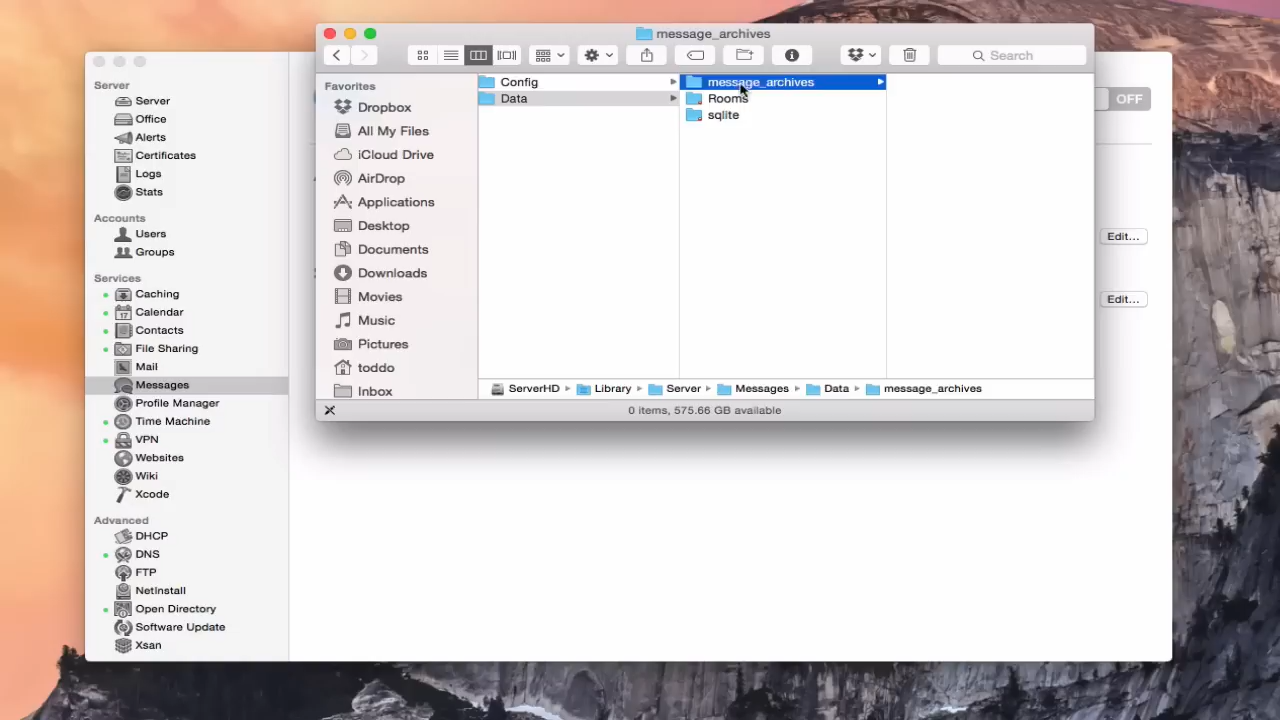 message_archives
Search
Favorites
Dropbox
All My Files
iCloud Drive
AirDrop
Applications
Desktop
Documents
Downloads
Movies
Music
Pictures
toddo
Inbox
Config
Data
message_archives
Rooms
sqlite
ServerHD
Library
Server
Messages
Data
message_archives
0 items, 575.66 GB available
Server
Server
Office
Alerts
Certificates
Logs
Stats
Accounts
Users
Groups
Services
Caching
17
Calendar
Contacts
File Sharing
Mail
Messages
Profile Manager
Time Machine
VPN
Websites
Wiki
Xcode
Advanced
DHCP
DNS
FTP
NetInstall
Open Directory
Software Update
Xsan
OFF
Edit...
Edit...